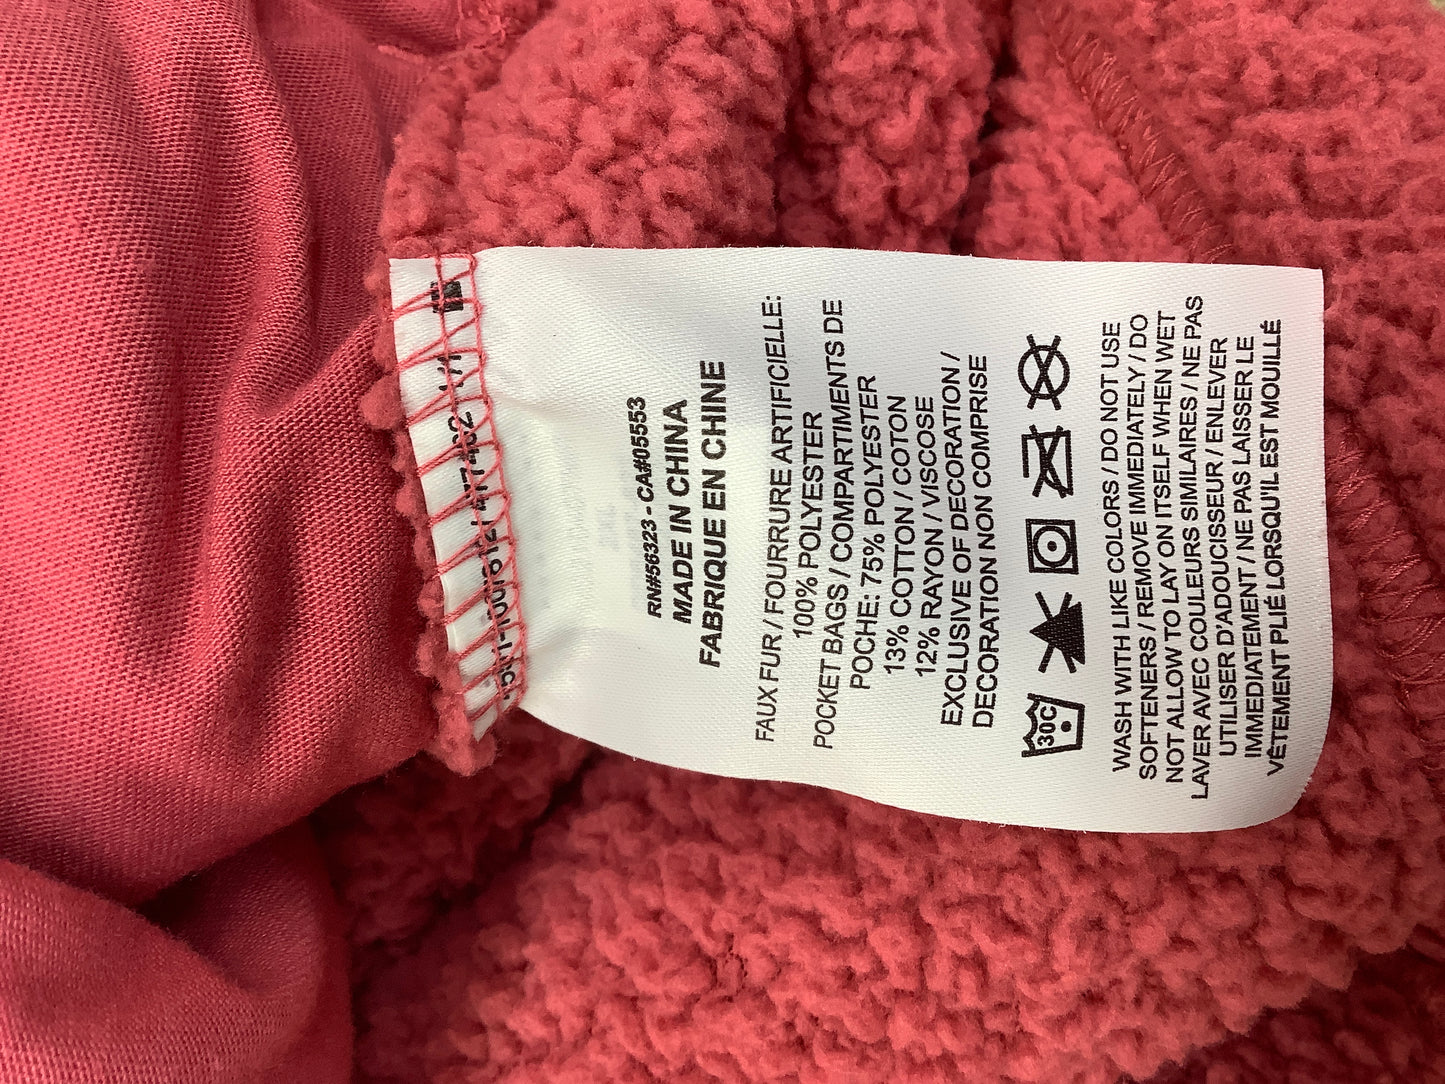 RN#56323 - CA#05553
MADE IN CHINA
FABRIQUE EN CHINE
FAUX FUR / FOURRURE ARTIFICIELLE:
100% POLYESTER
POCKET BAGS / COMPARTIMENTS DE
POCHE: 75% POLYESTER
13% COTTON / COTON
12% RAYON / VISCOSE
EXCLUSIVE OF DECORATION /
DECORATION NON COMPRISE
30C
WASH WITH LIKE COLORS / DO NOT USE
SOFTENERS / REMOVE IMMEDIATELY / DO
NOT ALLOW TO LAY ON ITSELF WHEN WET
LAVER AVEC COULEURS SIMILAIRES / NE PAS
UTILISER D'ADOUCISSEUR / ENLEVER
IMMEDIATEMENT / NE PAS LAISSER LE
VÊTEMENT PLIÉ LORSQU'IL EST MOUILLÉ